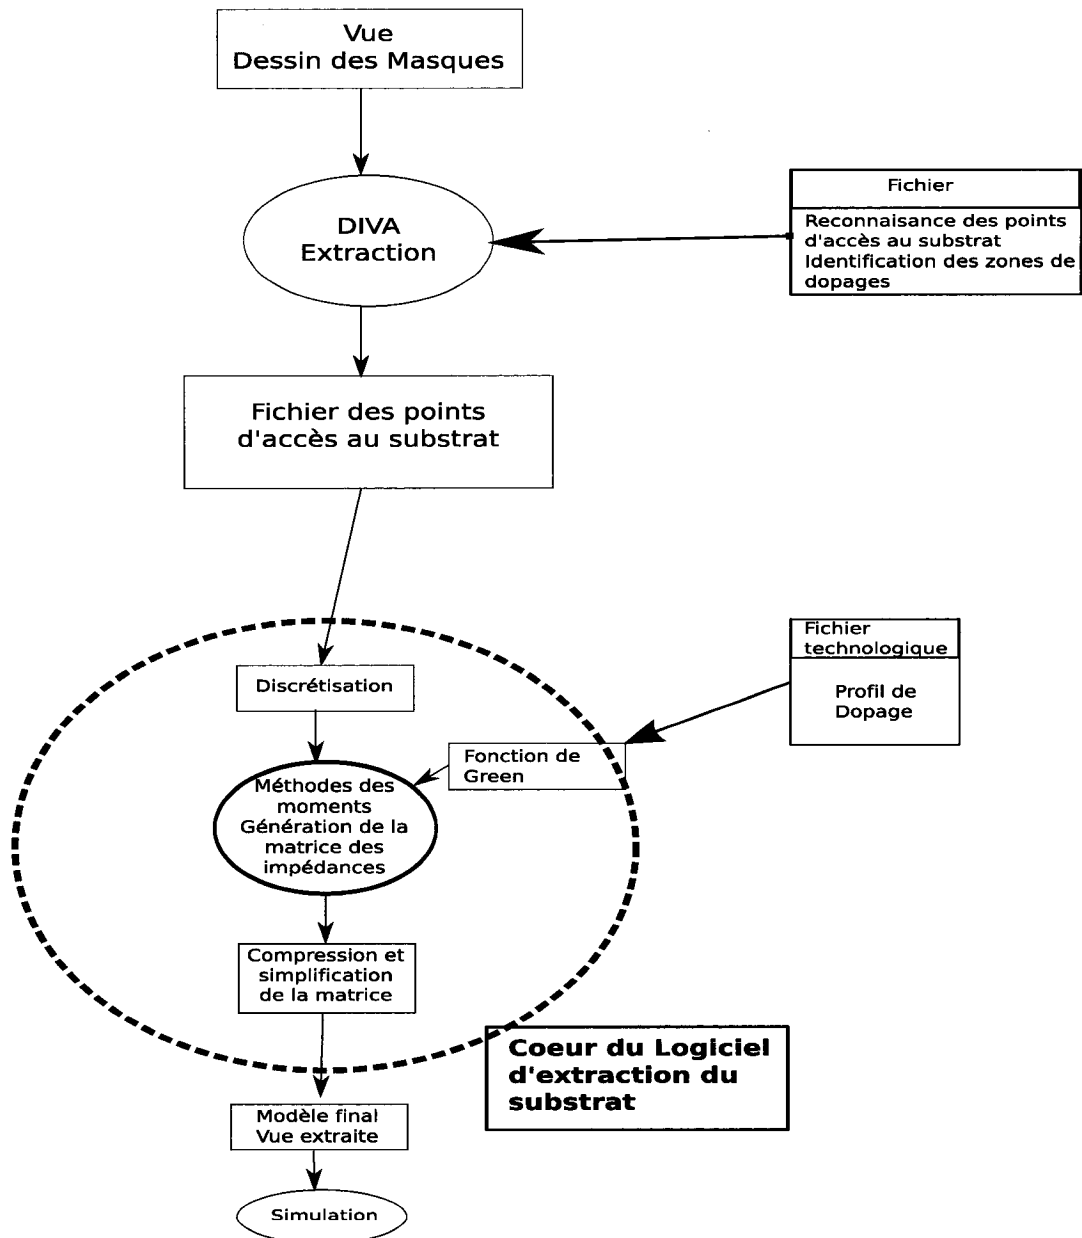 Vue
Dessin des Masques
DIVA
Extraction
Fichier
Reconnaisance des points
d'accès au substrat
Identification des zones de
dopages
Fichier des points
d'accès au substrat
Fichier
technologique
Profil de
Dopage
Discrétisation
Fonction de
Green
Méthodes des
moments
Génération de la
matrice des
impédances
Compression et
simplification
de la matrice
Coeur du Logiciel
d'extraction du
substrat
Modèle final
Vue extraite
Simulation